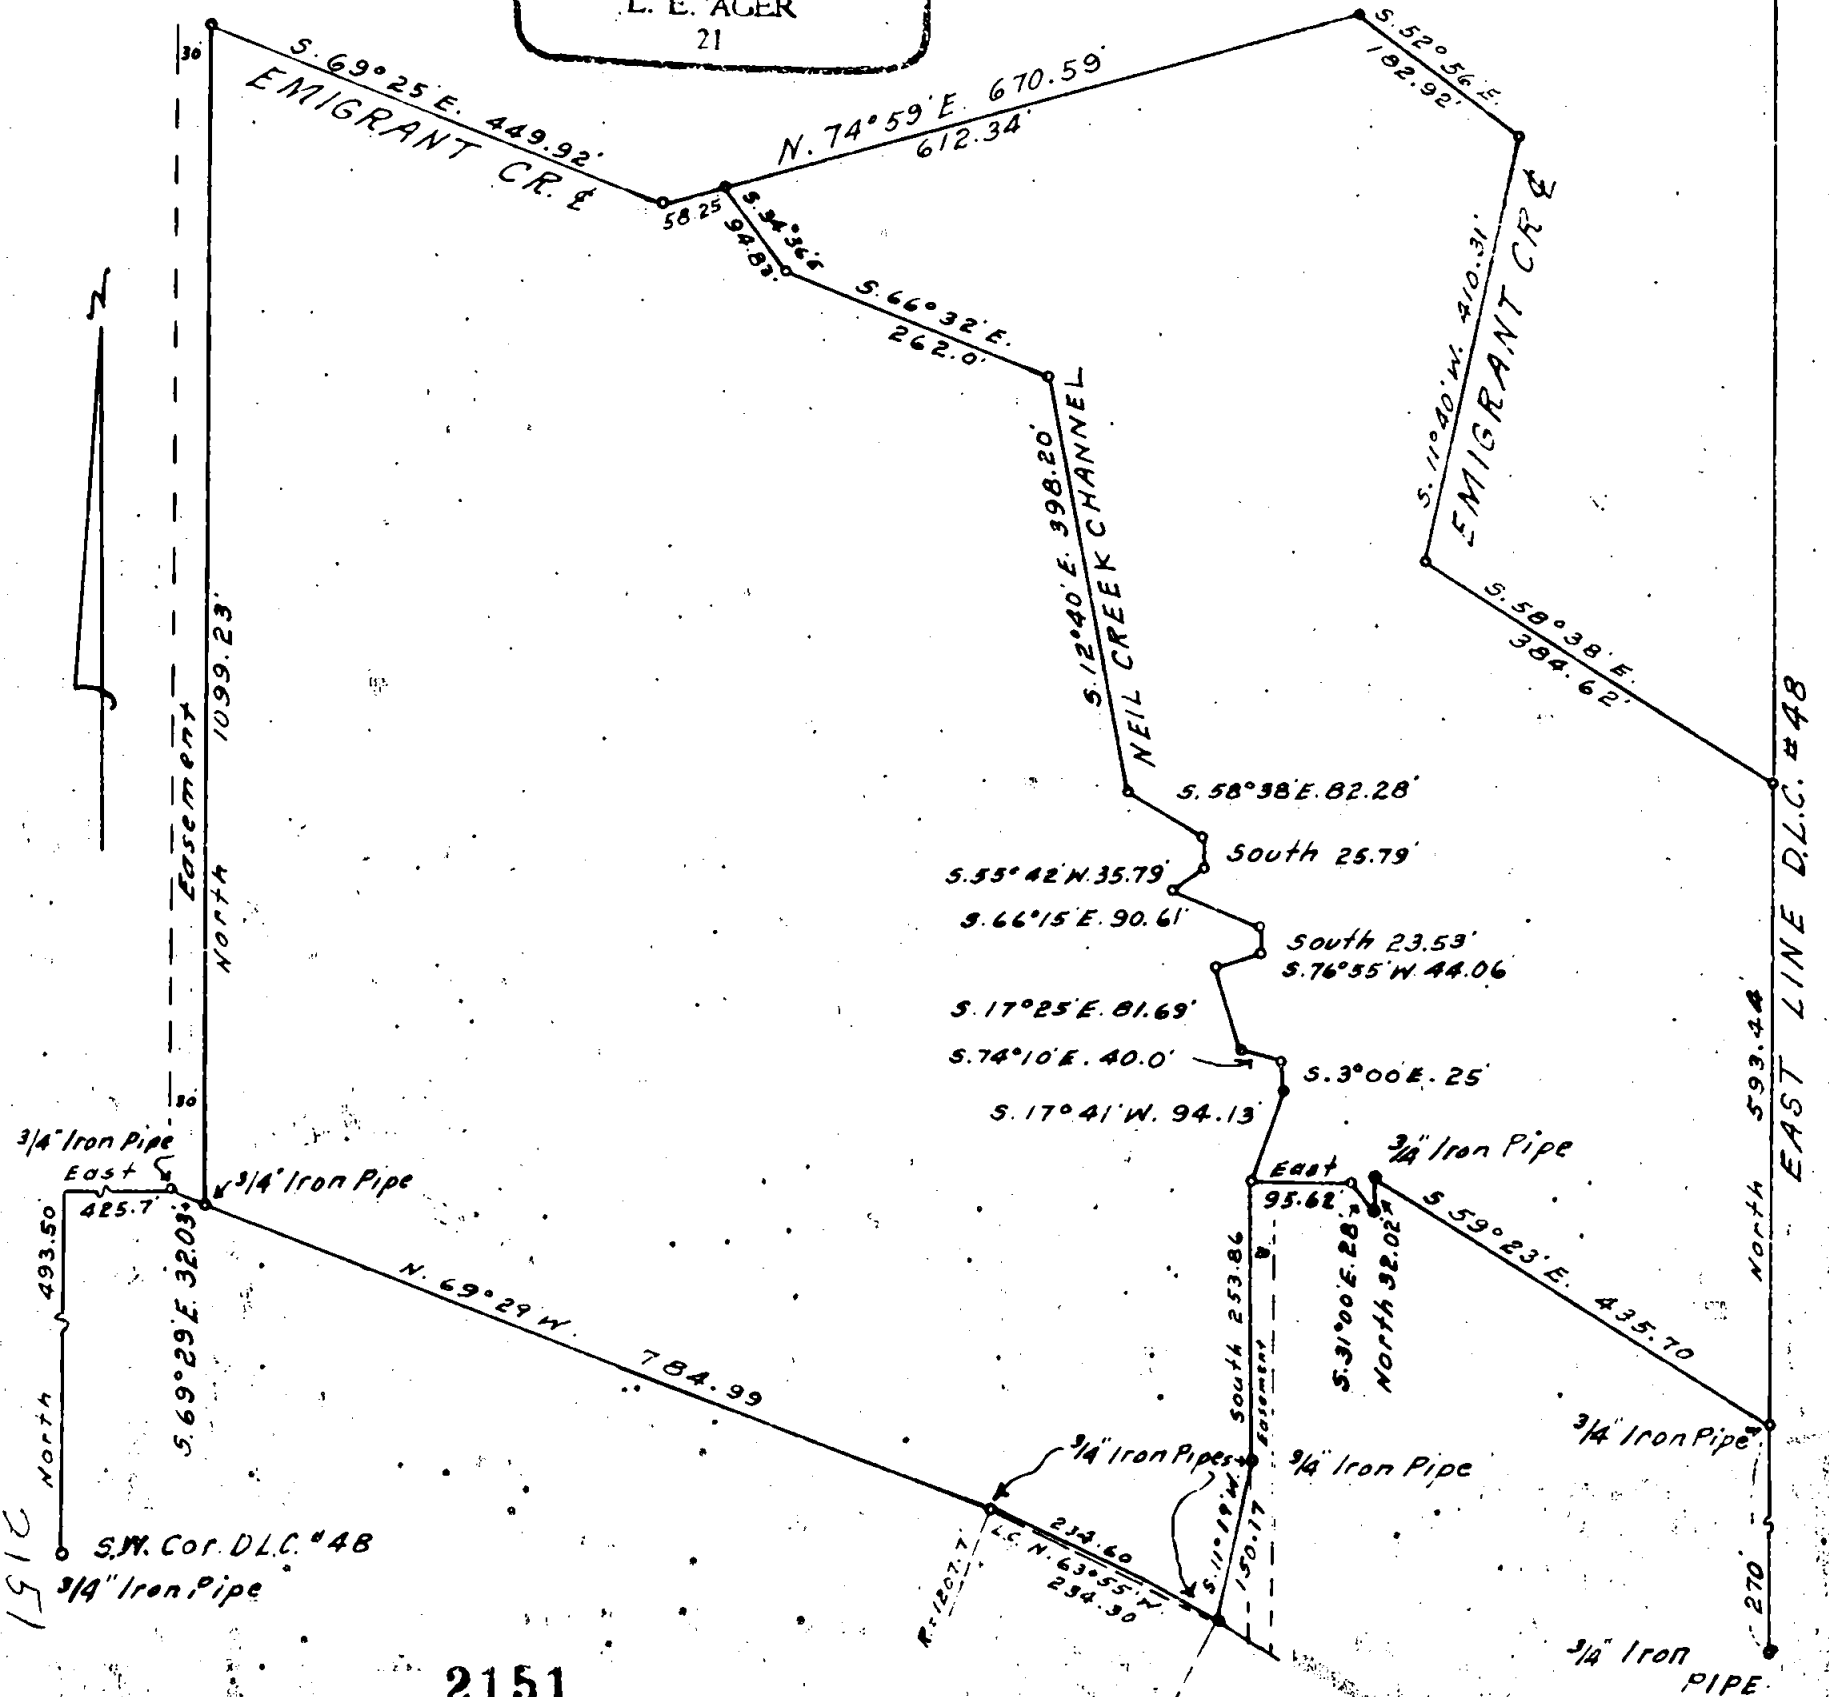 L. E. AGER
21
30'
S. 69° 25' E. 449.92'
EMIGRANT CR. ℄
58.25
N. 74° 59' E. 670.59'
612.34'
S. 52° 56' E.
182.92'
S. 34° 36' E
94.83'
S. 66° 32' E.
262.0'
S. 11° 40' W. 410.31'
EMIGRANT CR ℄
S. 12° 40' E. 398.20'
NEIL CREEK CHANNEL
S. 58° 38' E.
384.62'
Easement
North 1099.23'
EAST LINE D.L.C. #48
S. 58° 38' E. 82.28'
South 25.79'
S. 55° 42' W. 35.79'
S. 66° 15' E. 90.61'
South 23.53'
S. 76° 55' W. 44.06'
S. 17° 25' E. 81.69'
S. 74° 10' E. 40.0'
S. 3° 00' E. 25'
S. 17° 41' W. 94.13'
North 593.44
30
3/4" Iron Pipe
East
425.7'
3/4" Iron Pipe
East
95.62'
3/4" Iron Pipe
North 493.50
S. 69° 29' E. 32.03'
N. 69° 29' W. 784.99
South 253.86
Easement
S. 31° 00' E. 28'
North 32.02'
S 59° 23' E. 435.70
3/4" Iron Pipes
3/4" Iron Pipe
3/4" Iron Pipe
234.60
L.C. N. 63° 55' W.
234.30
S. 11° 19' W.
150.17
R=1207.7'
270'
S.W. Cor. D.L.C. #48
3/4" Iron Pipe
3/4" Iron
PIPE.
2151
2151